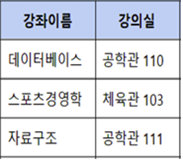 강좌이름 강의실
데이터베이스 공학관 110
스포츠경영학 체육관 103
자료구조 공학관 111